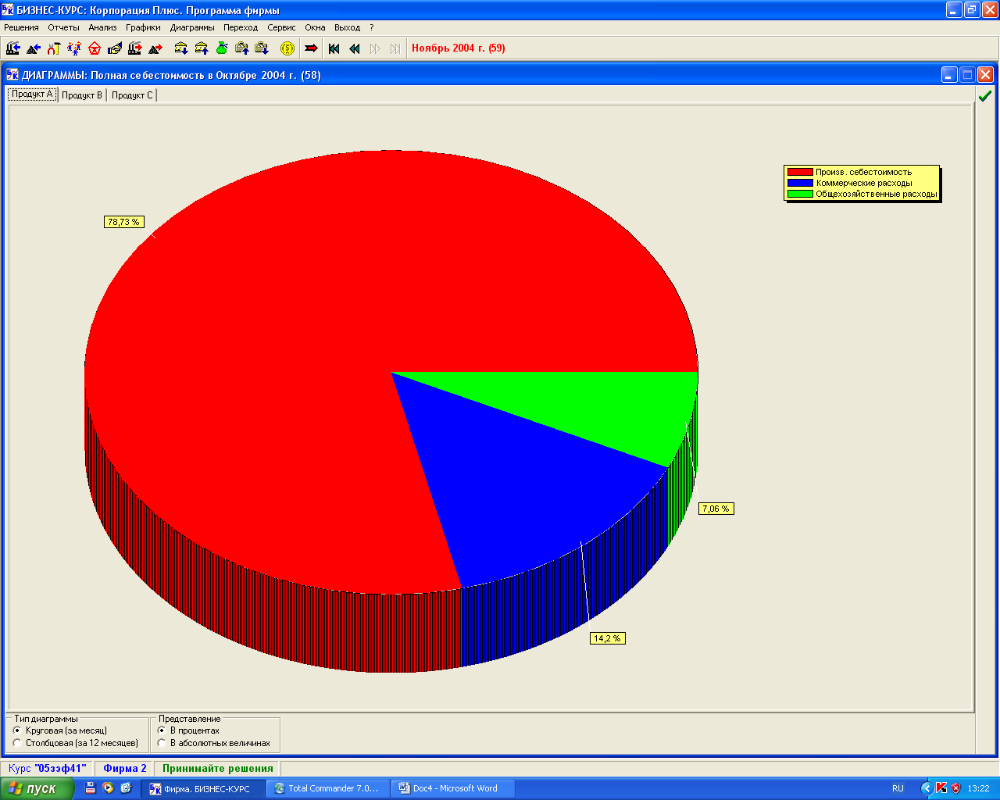 БИЗНЕС-КУРС: Корпорация Плюс. Программа фирмы
Решения Отчеты Анализ Графики Диаграммы Переход Сервис Окна Выход ?
Ноябрь 2004 г. (59)
ДИАГРАММЫ: Полная себестоимость в Октябре 2004 г. (58)
Продукт A Продукт B Продукт C
Произв. себестоимость
Коммерческие расходы
Общехозяйственные расходы
78,73 %
7,06 %
14,2 %
Тип диаграммы
Круговая (за месяц)
Столбцовая (за 12 месяцев)
Представление
В процентах
В абсолютных величинах
Курс "05зэф41" Фирма 2 Принимайте решения
пуск Фирма. БИЗНЕС-КУРС Total Commander 7.0... Doc4 - Microsoft Word RU 13:22